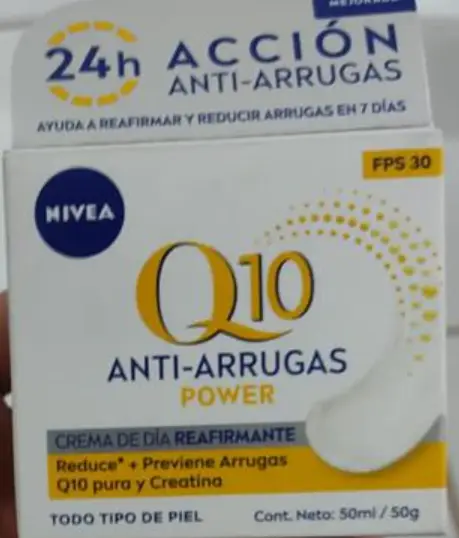 24h ACCIÓN
ANTI-ARRUGAS
AYUDA A REAFIRMAR Y REDUCIR ARRUGAS EN 7 DÍAS
FPS 30
NIVEA
Q10
ANTI-ARRUGAS
POWER
CREMA DE DÍA REAFIRMANTE
Reduce* + Previene Arrugas
Q10 pura y Creatina
TODO TIPO DE PIEL Cont. Neto: 50ml / 50g